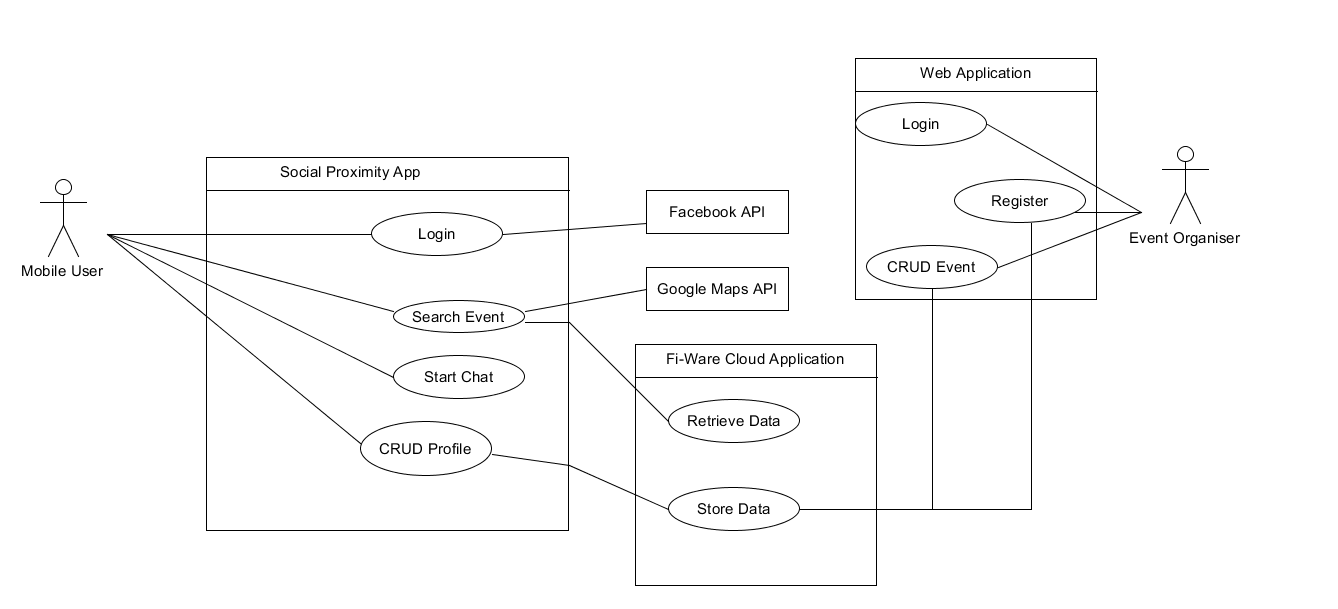 Web Application
Login
Social Proximity App
Register
Facebook API
Login
Event Organiser
Mobile User
CRUD Event
Google Maps API
Search Event
Fi-Ware Cloud Application
Start Chat
Retrieve Data
CRUD Profile
Store Data